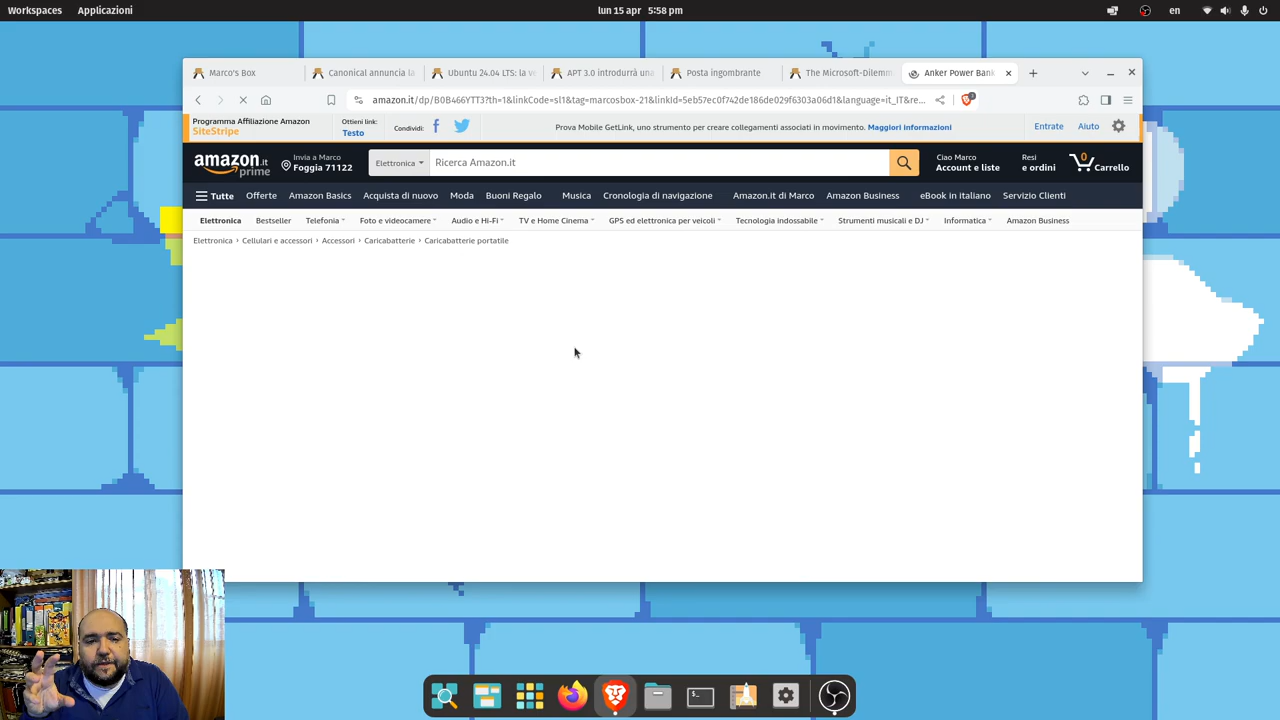 Workspaces Applicazioni lun 15 apr 5:58 pm en
Marco's Box Canonical annuncia la Ubuntu 24.04 LTS: la ve APT 3.0 introdurrà una Posta ingombrante The Microsoft-Dilemm Anker Power Bank
amazon.it/dp/B0B466YTT3?th=1&linkCode=sl1&tag=marcosbox-21&linkId=5eb57ec0f742de186de029f6303a06d1&language=it_IT&re...
Programma Affiliazione Amazon
SiteStripe
Ottieni link:
Testo
Condividi:
Prova Mobile GetLink, uno strumento per creare collegamenti associati in movimento. Maggiori informazioni
Entrate Aiuto
amazon.it
prime
Invia a Marco
Foggia 71122
Elettronica Ricerca Amazon.it
Ciao Marco
Account e liste
Resi
e ordini
0
Carrello
Tutte Offerte Amazon Basics Acquista di nuovo Moda Buoni Regalo Musica Cronologia di navigazione Amazon.it di Marco Amazon Business eBook in italiano Servizio Clienti
Elettronica Bestseller Telefonia Foto e videocamere Audio e Hi-Fi TV e Home Cinema GPS ed elettronica per veicoli Tecnologia indossabile Strumenti musicali e DJ Informatica Amazon Business
Elettronica › Cellulari e accessori › Accessori › Caricabatterie › Caricabatterie portatile